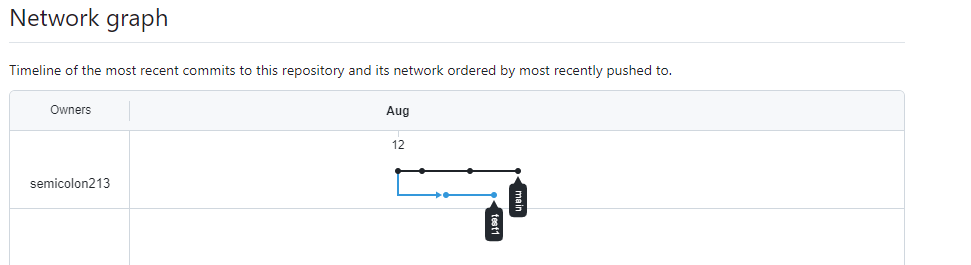 Network graph
Timeline of the most recent commits to this repository and its network ordered by most recently pushed to.
Owners
Aug
12
semicolon213
main
test1